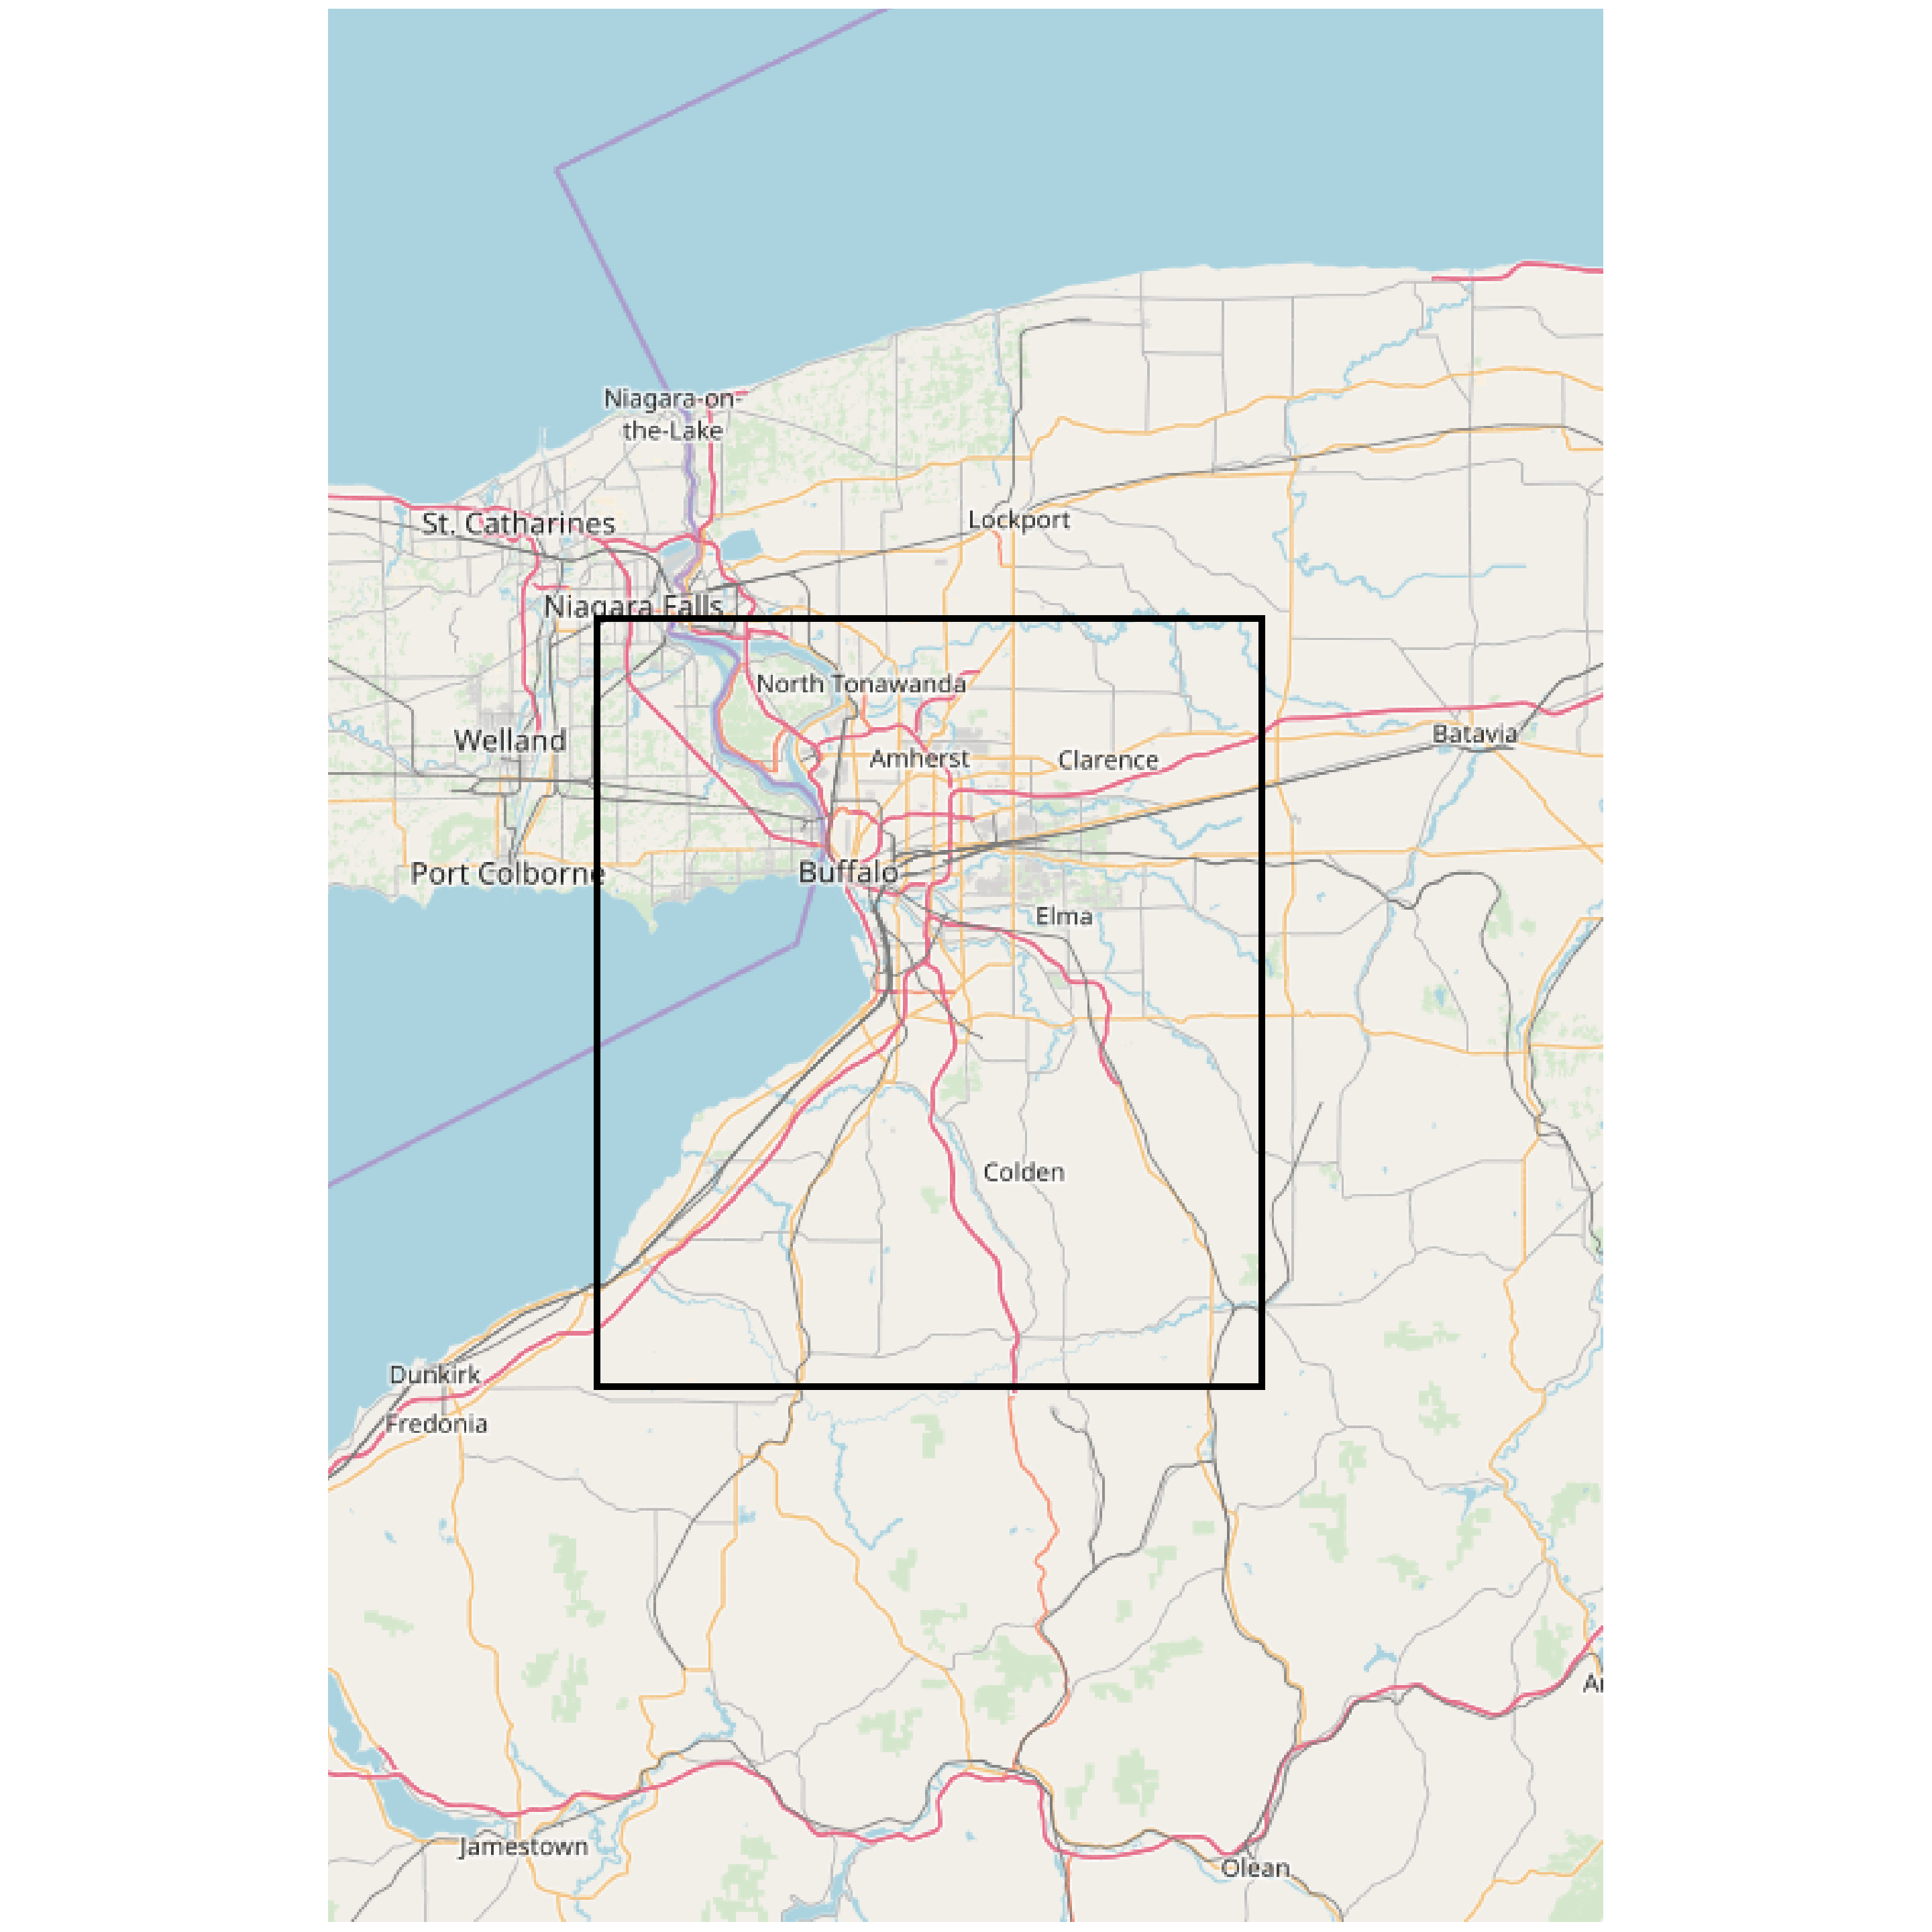 Niagara-on-
the-Lake
St. Catharines
Lockport
Niagara Falls
North Tonawanda
Welland
Amherst
Clarence
Batavia
Port Colborne
Buffalo
Elma
Colden
Dunkirk
Fredonia
Jamestown
Olean